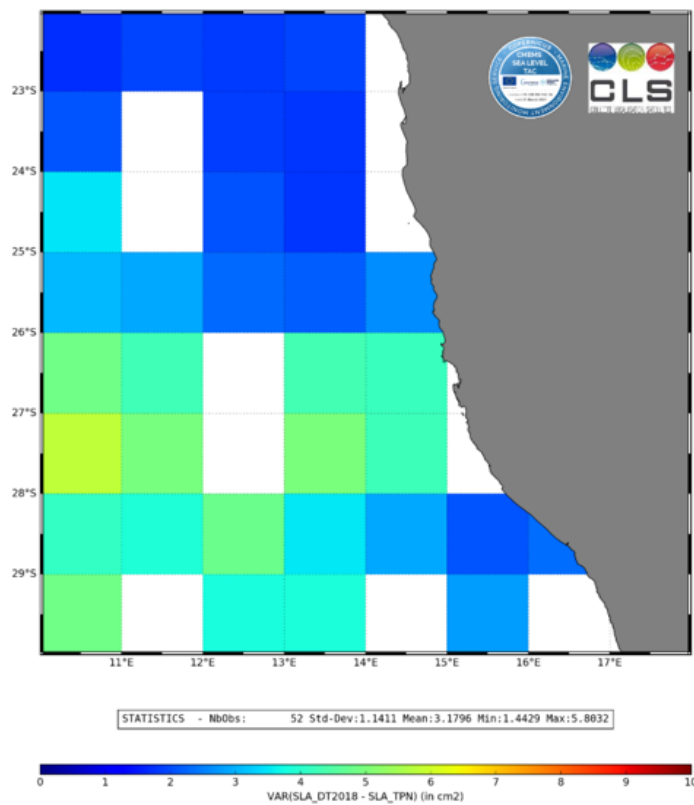 CMEMS
SEA LEVEL
TAC
CLS
23°S
24°S
25°S
26°S
27°S
28°S
29°S
11°E 12°E 13°E 14°E 15°E 16°E 17°E
STATISTICS - NbObs: 52 Std-Dev:1.1411 Mean:3.1796 Min:1.4429 Max:5.8032
0 1 2 3 4 5 6 7 8 9 10
VAR(SLA_DT2018 - SLA_TPN) (in cm2)